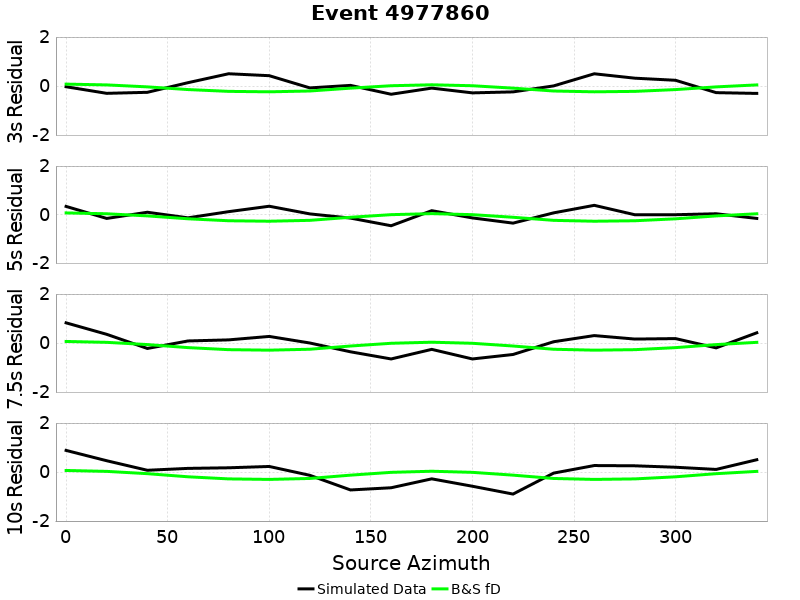 Event 4977860
3s Residual
2
0
-2
5s Residual
2
0
-2
7.5s Residual
2
0
-2
10s Residual
2
0
-2
0 50 100 150 200 250 300
Source Azimuth
Simulated Data B&S fD